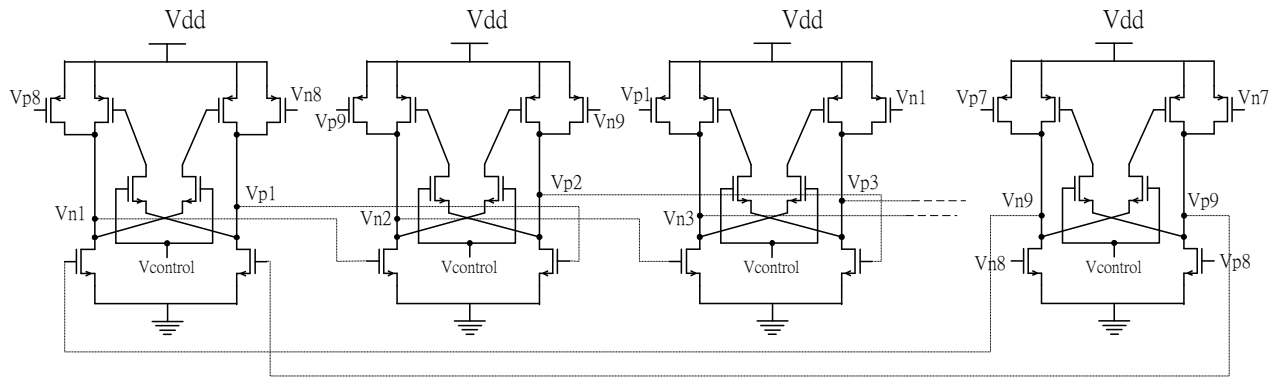 Vdd
Vdd
Vdd
Vdd
Vp8
Vn8
Vp9
Vn9
Vp1
Vn1
Vp7
Vn7
Vn1
Vp1
Vn2
Vp2
Vn3
Vp3
Vn9
Vp9
Vcontrol
Vcontrol
Vcontrol
Vn8
Vcontrol
Vp8